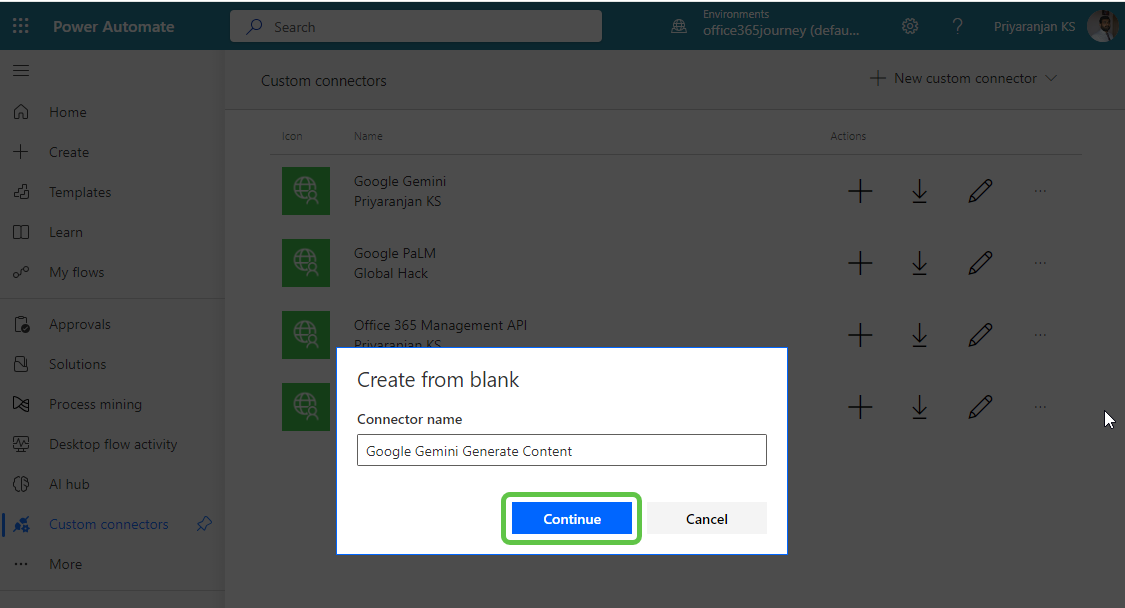 Power Automate
Search
Environments
office365journey (defau...
?
Priyaranjan KS
Custom connectors
New custom connector
Home
Create
Templates
Learn
My flows
Approvals
Solutions
Process mining
Desktop flow activity
AI hub
Custom connectors
More
Icon Name Actions
Google Gemini
Priyaranjan KS
Google PaLM
Global Hack
Office 365 Management API
Priyaranjan KS
Create from blank
Connector name
Google Gemini Generate Content
Continue Cancel